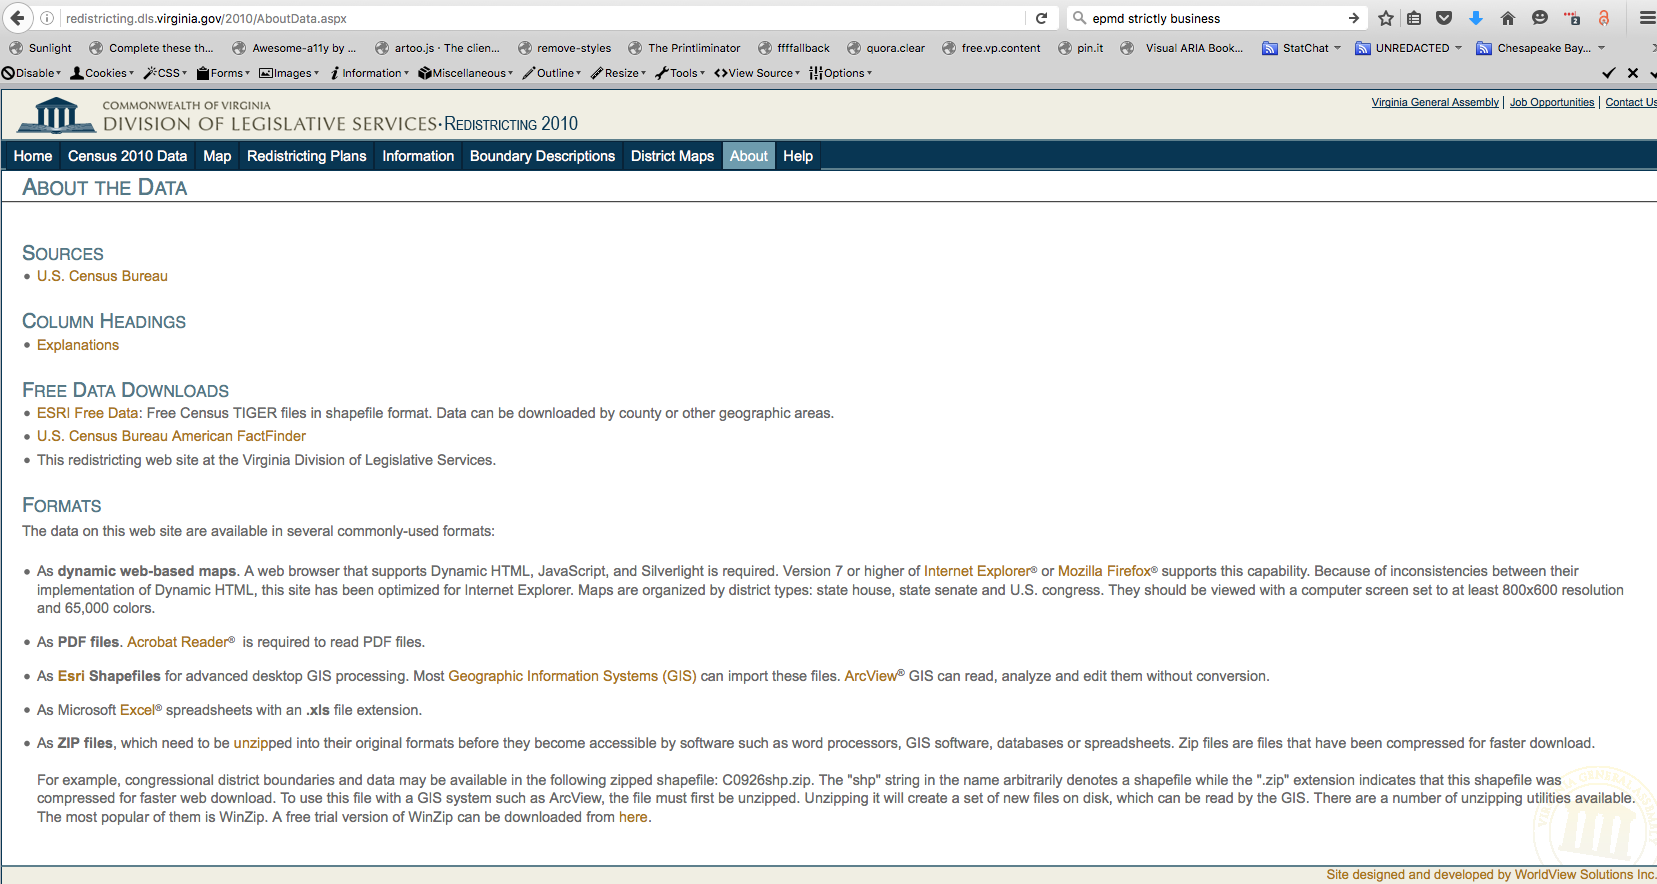 redistricting.dls.virginia.gov/2010/AboutData.aspx
epmd strictly business
Sunlight Complete these th... Awesome-a11y by ... artoo.js · The clien... remove-styles The Printliminator ffffallback quora.clear free.vp.content pin.it Visual ARIA Book... StatChat UNREDACTED Chesapeake Bay...
Disable Cookies CSS Forms Images Information Miscellaneous Outline Resize Tools View Source Options
COMMONWEALTH OF VIRGINIA
DIVISION OF LEGISLATIVE SERVICES · REDISTRICTING 2010
Virginia General Assembly | Job Opportunities | Contact Us
Home Census 2010 Data Map Redistricting Plans Information Boundary Descriptions District Maps About Help
ABOUT THE DATA
SOURCES
• U.S. Census Bureau
COLUMN HEADINGS
• Explanations
FREE DATA DOWNLOADS
• ESRI Free Data: Free Census TIGER files in shapefile format. Data can be downloaded by county or other geographic areas.
• U.S. Census Bureau American FactFinder
• This redistricting web site at the Virginia Division of Legislative Services.
FORMATS
The data on this web site are available in several commonly-used formats:
• As dynamic web-based maps. A web browser that supports Dynamic HTML, JavaScript, and Silverlight is required. Version 7 or higher of Internet Explorer® or Mozilla Firefox® supports this capability. Because of inconsistencies between their
implementation of Dynamic HTML, this site has been optimized for Internet Explorer. Maps are organized by district types: state house, state senate and U.S. congress. They should be viewed with a computer screen set to at least 800x600 resolution
and 65,000 colors.
• As PDF files. Acrobat Reader® is required to read PDF files.
• As Esri Shapefiles for advanced desktop GIS processing. Most Geographic Information Systems (GIS) can import these files. ArcView® GIS can read, analyze and edit them without conversion.
• As Microsoft Excel® spreadsheets with an .xls file extension.
• As ZIP files, which need to be unzipped into their original formats before they become accessible by software such as word processors, GIS software, databases or spreadsheets. Zip files are files that have been compressed for faster download.
For example, congressional district boundaries and data may be available in the following zipped shapefile: C0926shp.zip. The "shp" string in the name arbitrarily denotes a shapefile while the ".zip" extension indicates that this shapefile was
compressed for faster web download. To use this file with a GIS system such as ArcView, the file must first be unzipped. Unzipping it will create a set of new files on disk, which can be read by the GIS. There are a number of unzipping utilities available.
The most popular of them is WinZip. A free trial version of WinZip can be downloaded from here.
Site designed and developed by WorldView Solutions Inc.